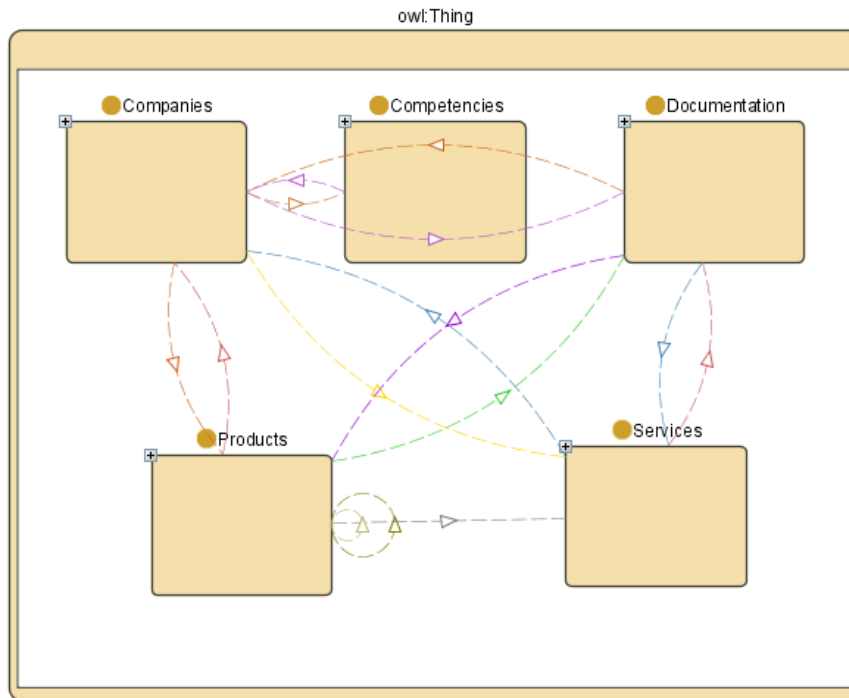 owl:Thing
Companies
Competencies
Documentation
Products
Services